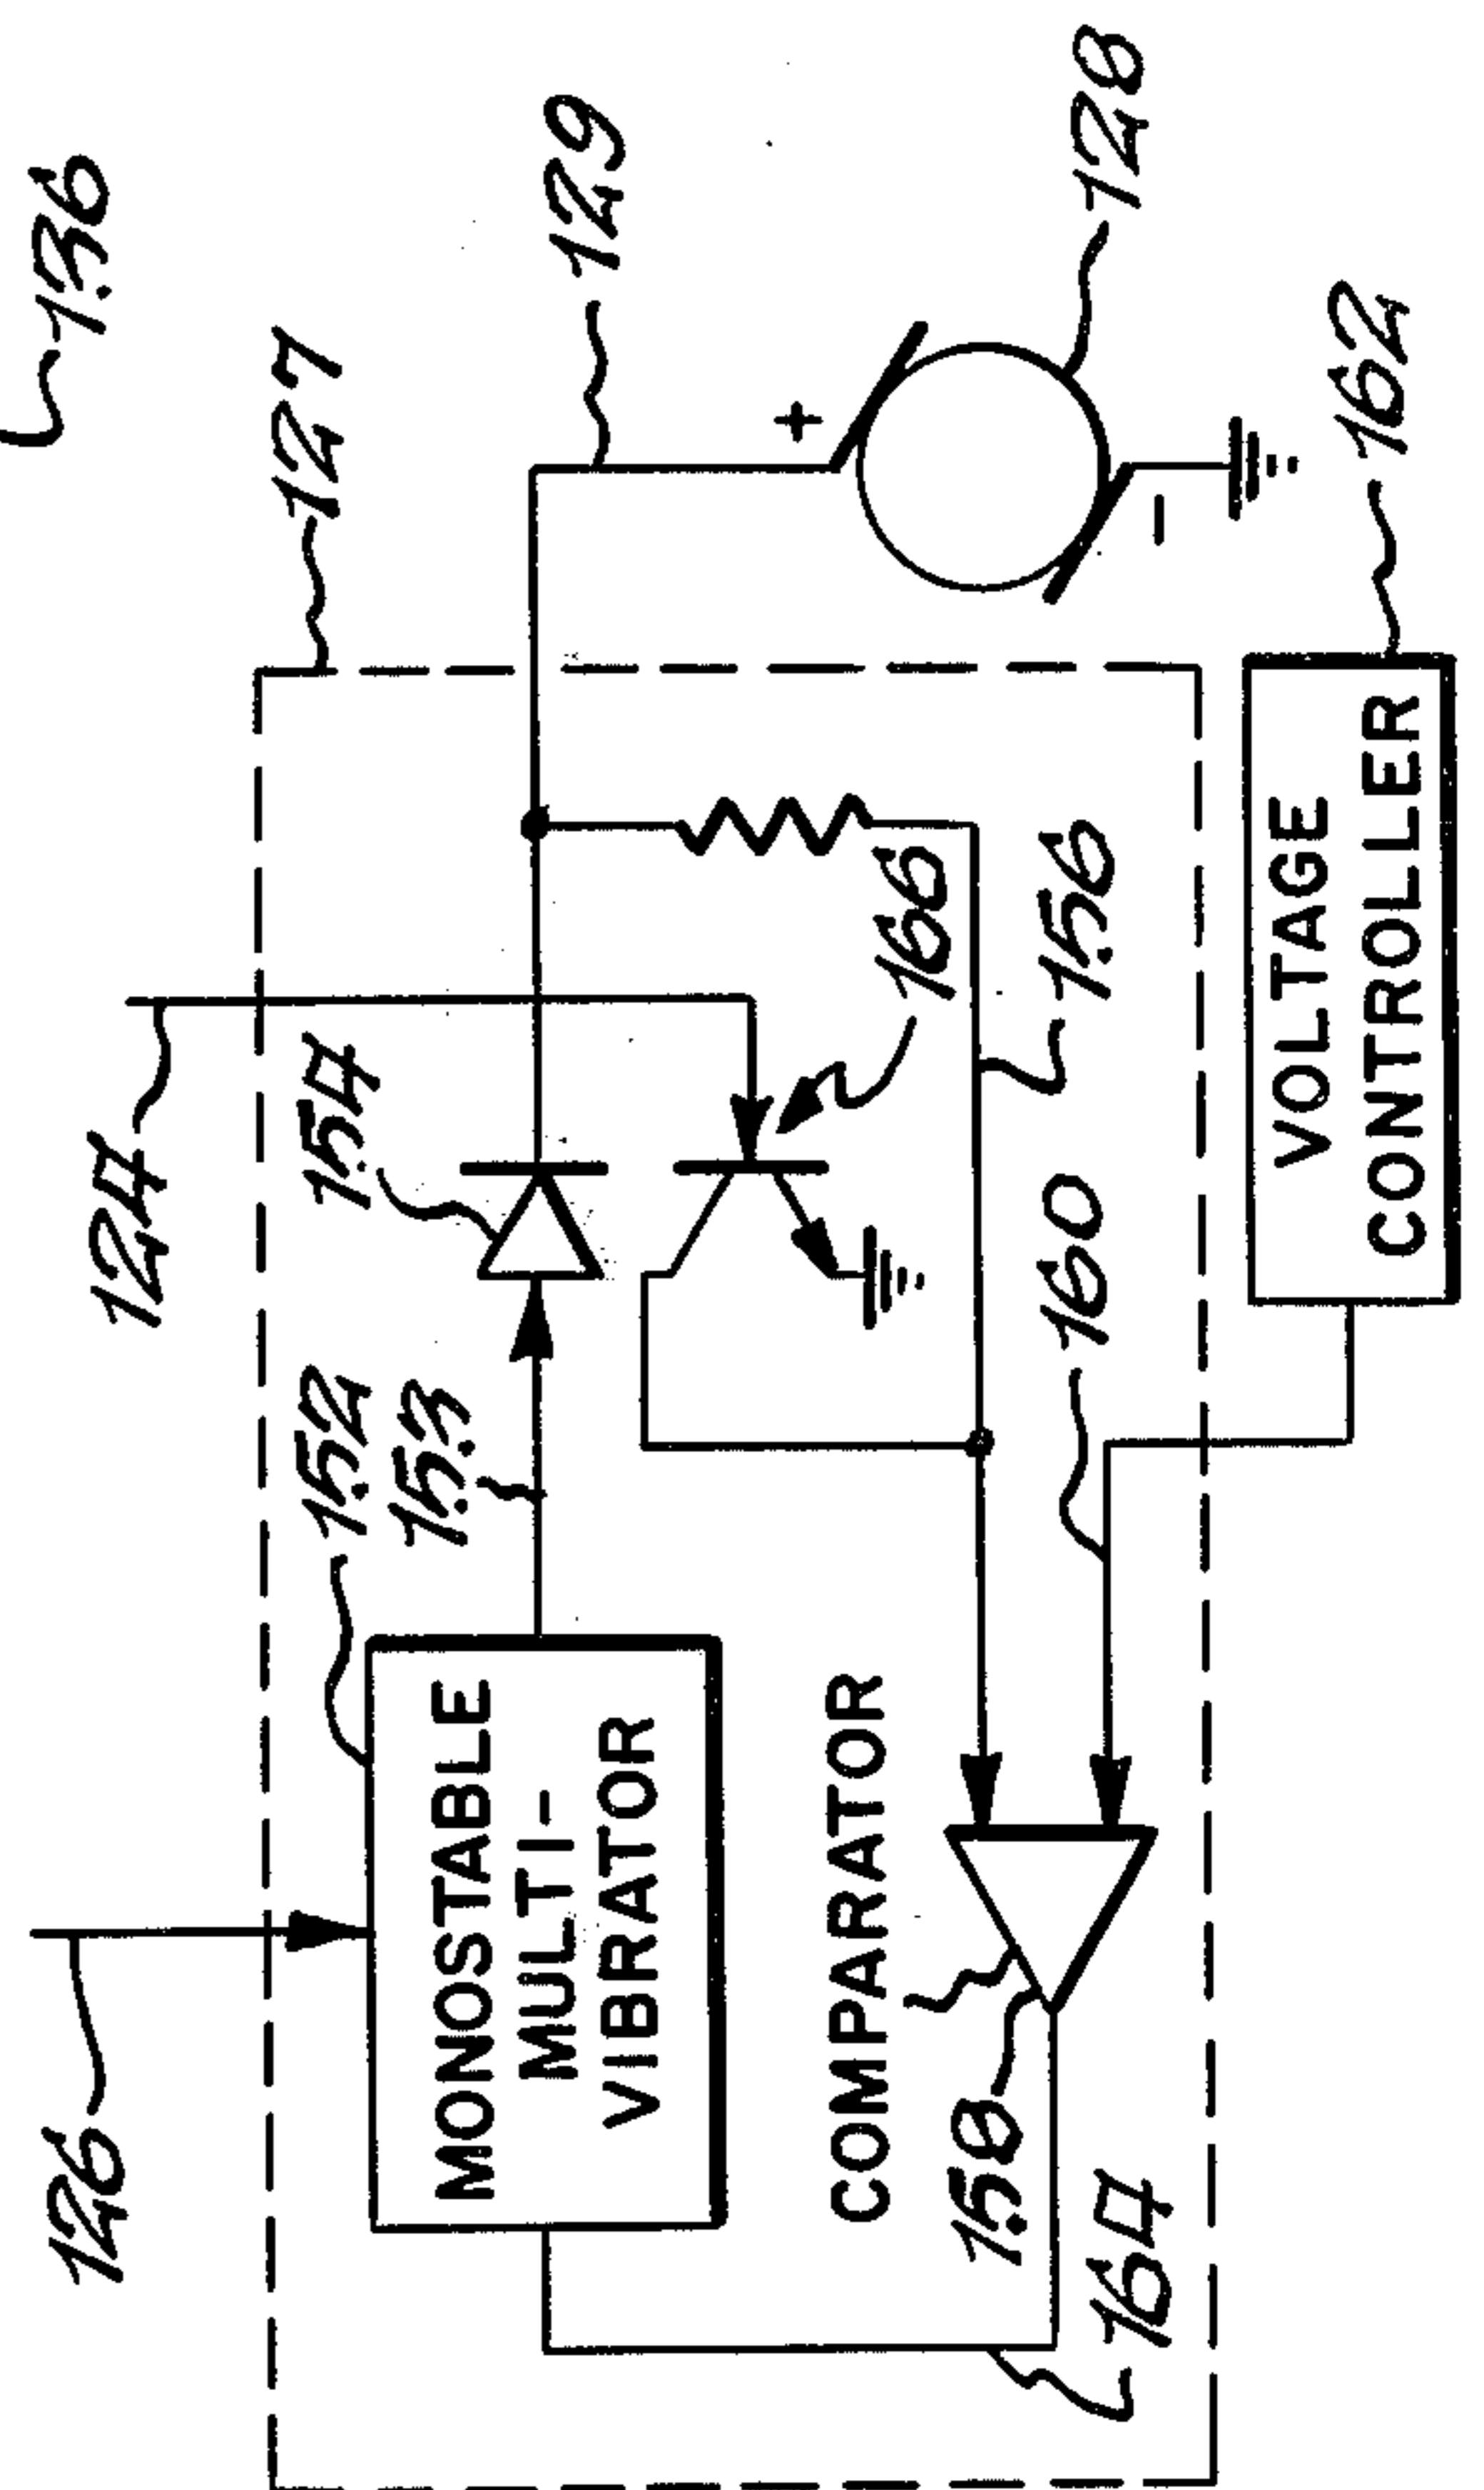 136
126
124
127
152
154
153
129
MONOSTABLE
MULTI-
VIBRATOR
COMPARATOR
166
158
160
156
128
164
VOLTAGE
CONTROLLER
162